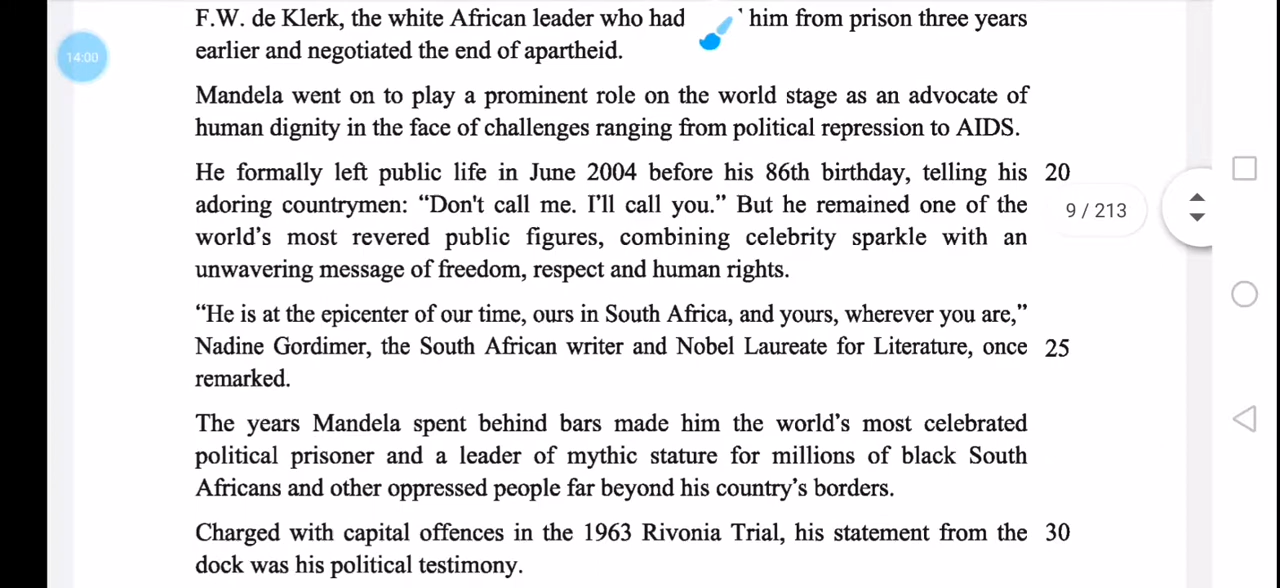 F.W. de Klerk, the white African leader who had him from prison three years
14:00
earlier and negotiated the end of apartheid.
Mandela went on to play a prominent role on the world stage as an advocate of
human dignity in the face of challenges ranging from political repression to AIDS.
He formally left public life in June 2004 before his 86th birthday, telling his 20
adoring countrymen: “Don't call me. I'll call you.” But he remained one of the
9 / 213
world’s most revered public figures, combining celebrity sparkle with an
unwavering message of freedom, respect and human rights.
“He is at the epicenter of our time, ours in South Africa, and yours, wherever you are,”
Nadine Gordimer, the South African writer and Nobel Laureate for Literature, once 25
remarked.
The years Mandela spent behind bars made him the world’s most celebrated
political prisoner and a leader of mythic stature for millions of black South
Africans and other oppressed people far beyond his country’s borders.
Charged with capital offences in the 1963 Rivonia Trial, his statement from the 30
dock was his political testimony.